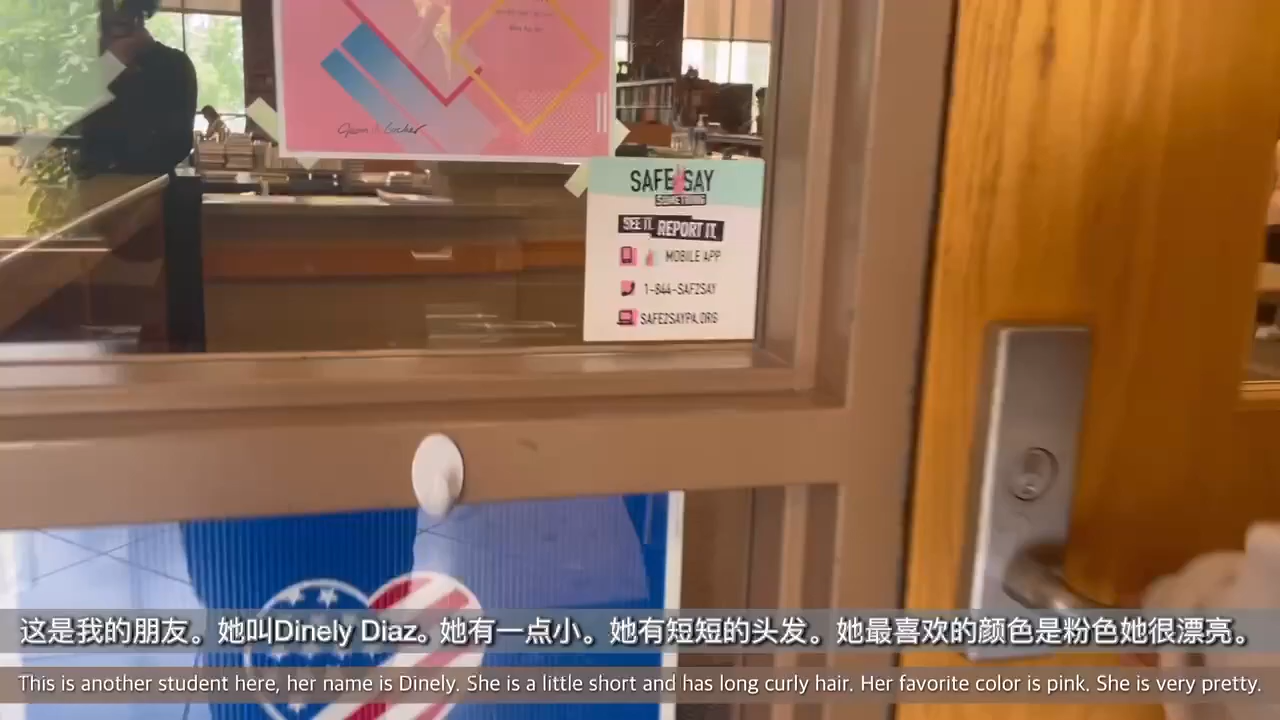 SAFE2SAY
SOMETHING
SEE IT. REPORT IT.
MOBILE APP
1-844-SAF2SAY
SAFE2SAYPA.ORG
这是我的朋友。她叫Dinely Diaz。她有一点小。她有短短的头发。她最喜欢的颜色是粉色她很漂亮。
This is another student here, her name is Dinely. She is a little short and has long curly hair. Her favorite color is pink. She is very pretty.